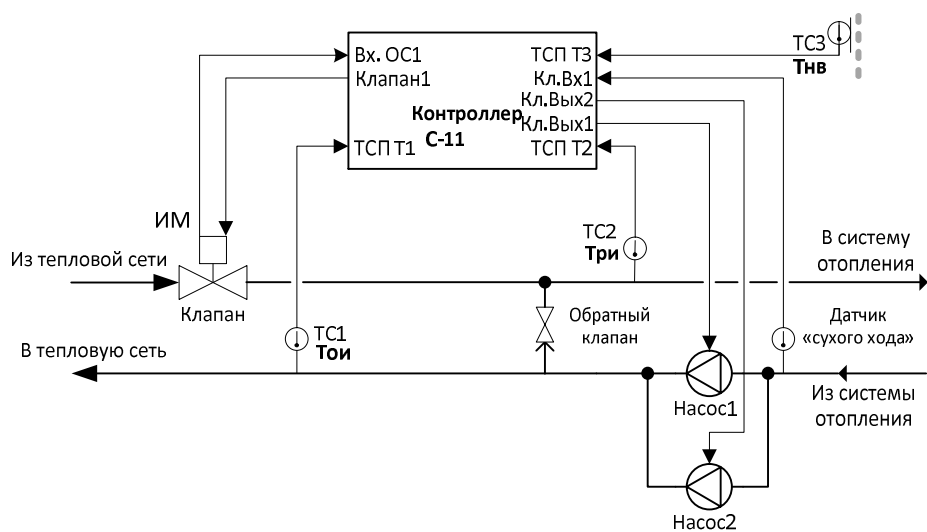 Вх. ОС1
Клапан1
Контроллер
С-11
ТСП Т1
ТСП Т3
Кл.Вх1
Кл.Вых2
Кл.Вых1
ТСП Т2
ТС3
Тнв
ИМ
Из тепловой сети
Клапан
ТС2
Три
В систему
отопления
ТС1
Тои
В тепловую сеть
Обратный
клапан
Датчик
«сухого хода»
Насос1
Из системы
отопления
Насос2